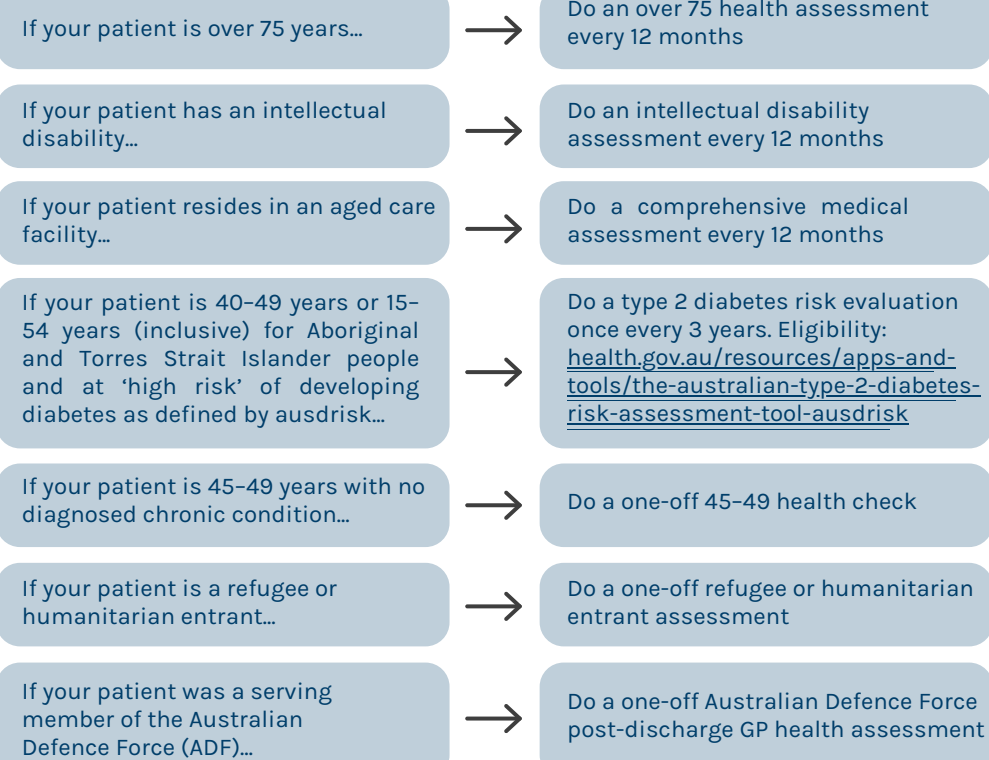 If your patient is over 75 years…
Do an over 75 health assessment
every 12 months
If your patient has an intellectual
disability…
Do an intellectual disability
assessment every 12 months
If your patient resides in an aged care
facility…
Do a comprehensive medical
assessment every 12 months
If your patient is 40–49 years or 15–
54 years (inclusive) for Aboriginal
and Torres Strait Islander people
and at ‘high risk’ of developing
diabetes as defined by ausdrisk…
Do a type 2 diabetes risk evaluation
once every 3 years. Eligibility:
health.gov.au/resources/apps-and-
tools/the-australian-type-2-diabetes-
risk-assessment-tool-ausdrisk
If your patient is 45–49 years with no
diagnosed chronic condition…
Do a one-off 45–49 health check
If your patient is a refugee or
humanitarian entrant…
Do a one-off refugee or humanitarian
entrant assessment
If your patient was a serving
member of the Australian
Defence Force (ADF)…
Do a one-off Australian Defence Force
post-discharge GP health assessment